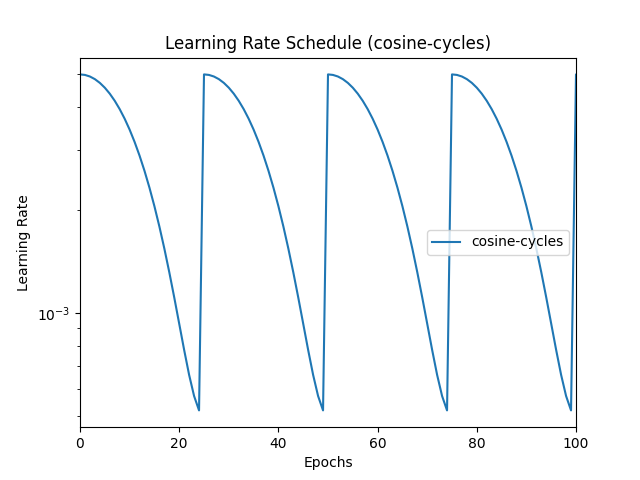 Learning Rate Schedule (cosine-cycles)
Learning Rate
10⁻³
cosine-cycles
0 20 40 60 80 100
Epochs